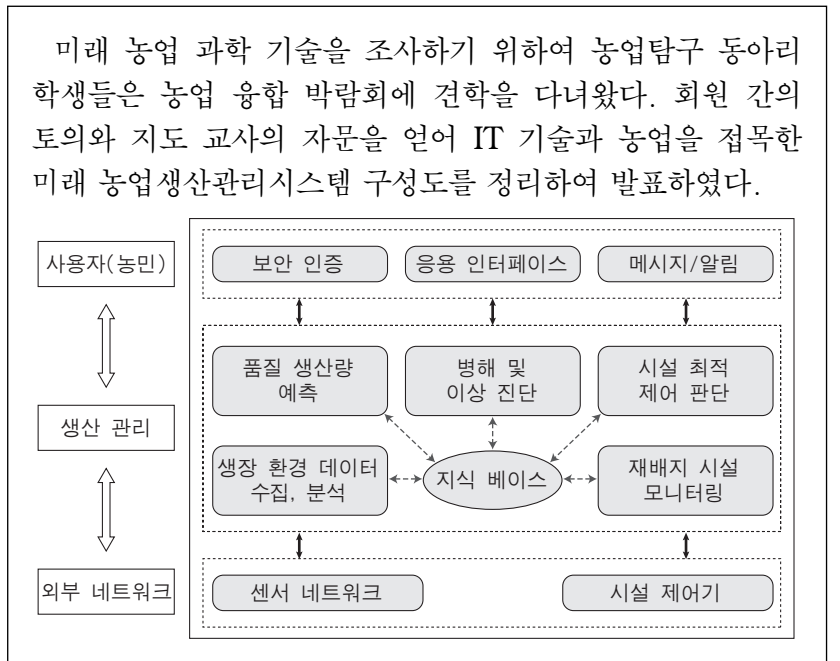 미래 농업 과학 기술을 조사하기 위하여 농업탐구 동아리
학생들은 농업 융합 박람회에 견학을 다녀왔다. 회원 간의
토의와 지도 교사의 자문을 얻어 IT 기술과 농업을 접목한
미래 농업생산관리시스템 구성도를 정리하여 발표하였다.
사용자(농민)
보안 인증
응용 인터페이스
메시지/알림
생산 관리
품질 생산량
예측
병해 및
이상 진단
시설 최적
제어 판단
생장 환경 데이터
수집, 분석
지식 베이스
재배지 시설
모니터링
외부 네트워크
센서 네트워크
시설 제어기